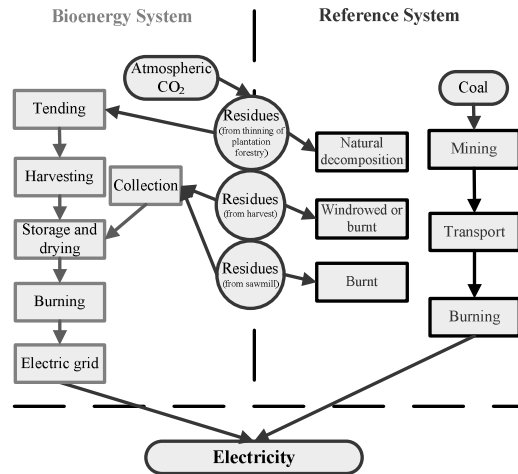 Bioenergy System
Reference System
Atmospheric
CO₂
Coal
Tending
Residues
(from thinning of
plantation
forestry)
Natural
decomposition
Mining
Harvesting
Collection
Residues
(from harvest)
Windrowed or
burnt
Transport
Storage and
drying
Residues
(from sawmill)
Burnt
Burning
Burning
Electric grid
Electricity